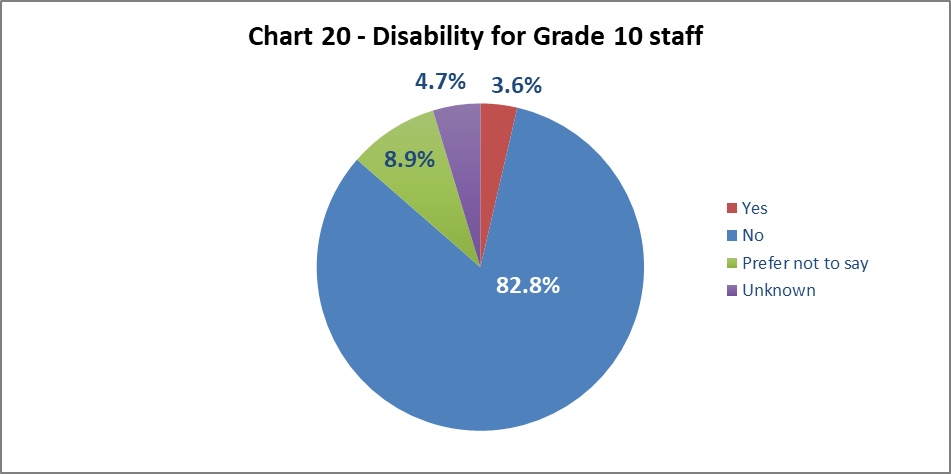 Chart 20 - Disability for Grade 10 staff
4.7%
3.6%
8.9%
82.8%
Yes
No
Prefer not to say
Unknown